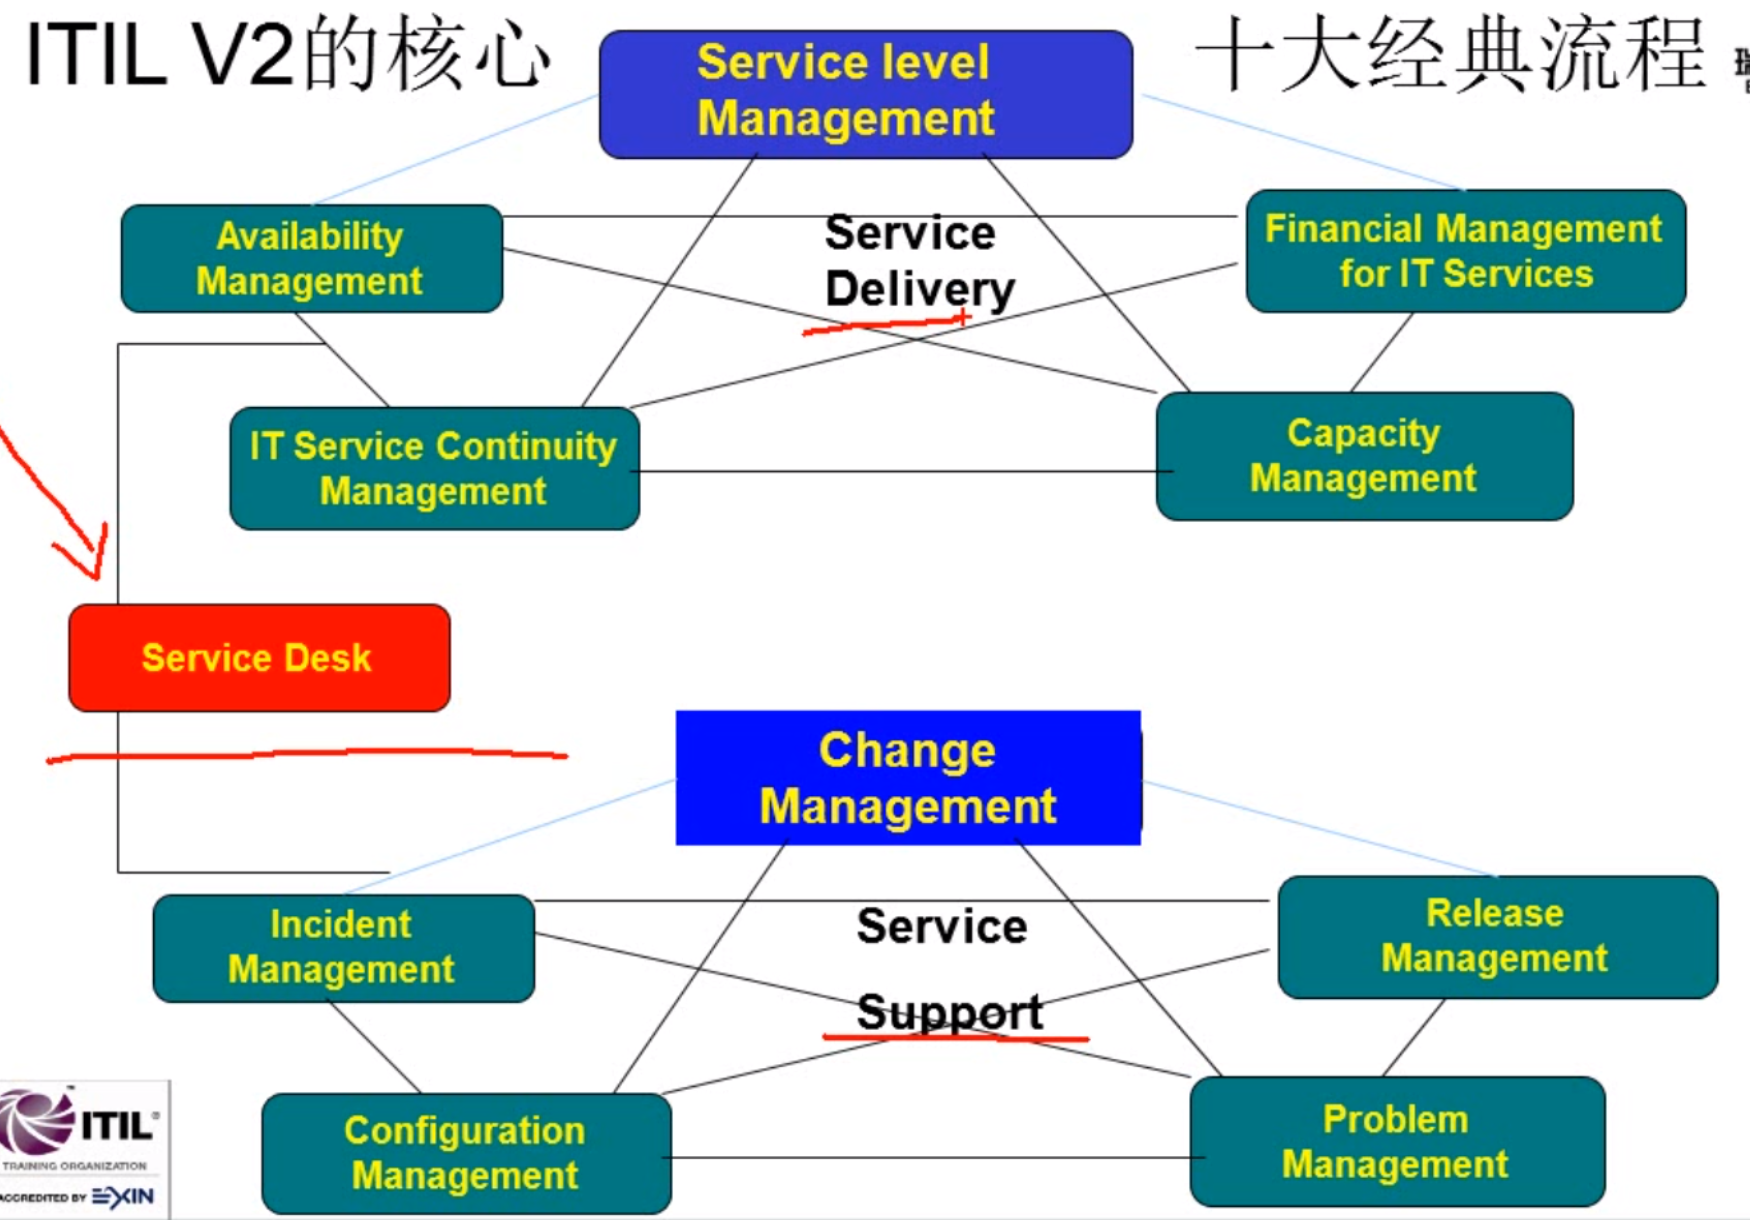 ITIL V2的核心
十大经典流程
Service level
Management
Availability
Management
Service
Delivery
Financial Management
for IT Services
IT Service Continuity
Management
Capacity
Management
Service Desk
Change
Management
Incident
Management
Service
Support
Release
Management
Configuration
Management
Problem
Management
ITIL®
TRAINING ORGANIZATION
ACCREDITED BY EXIN